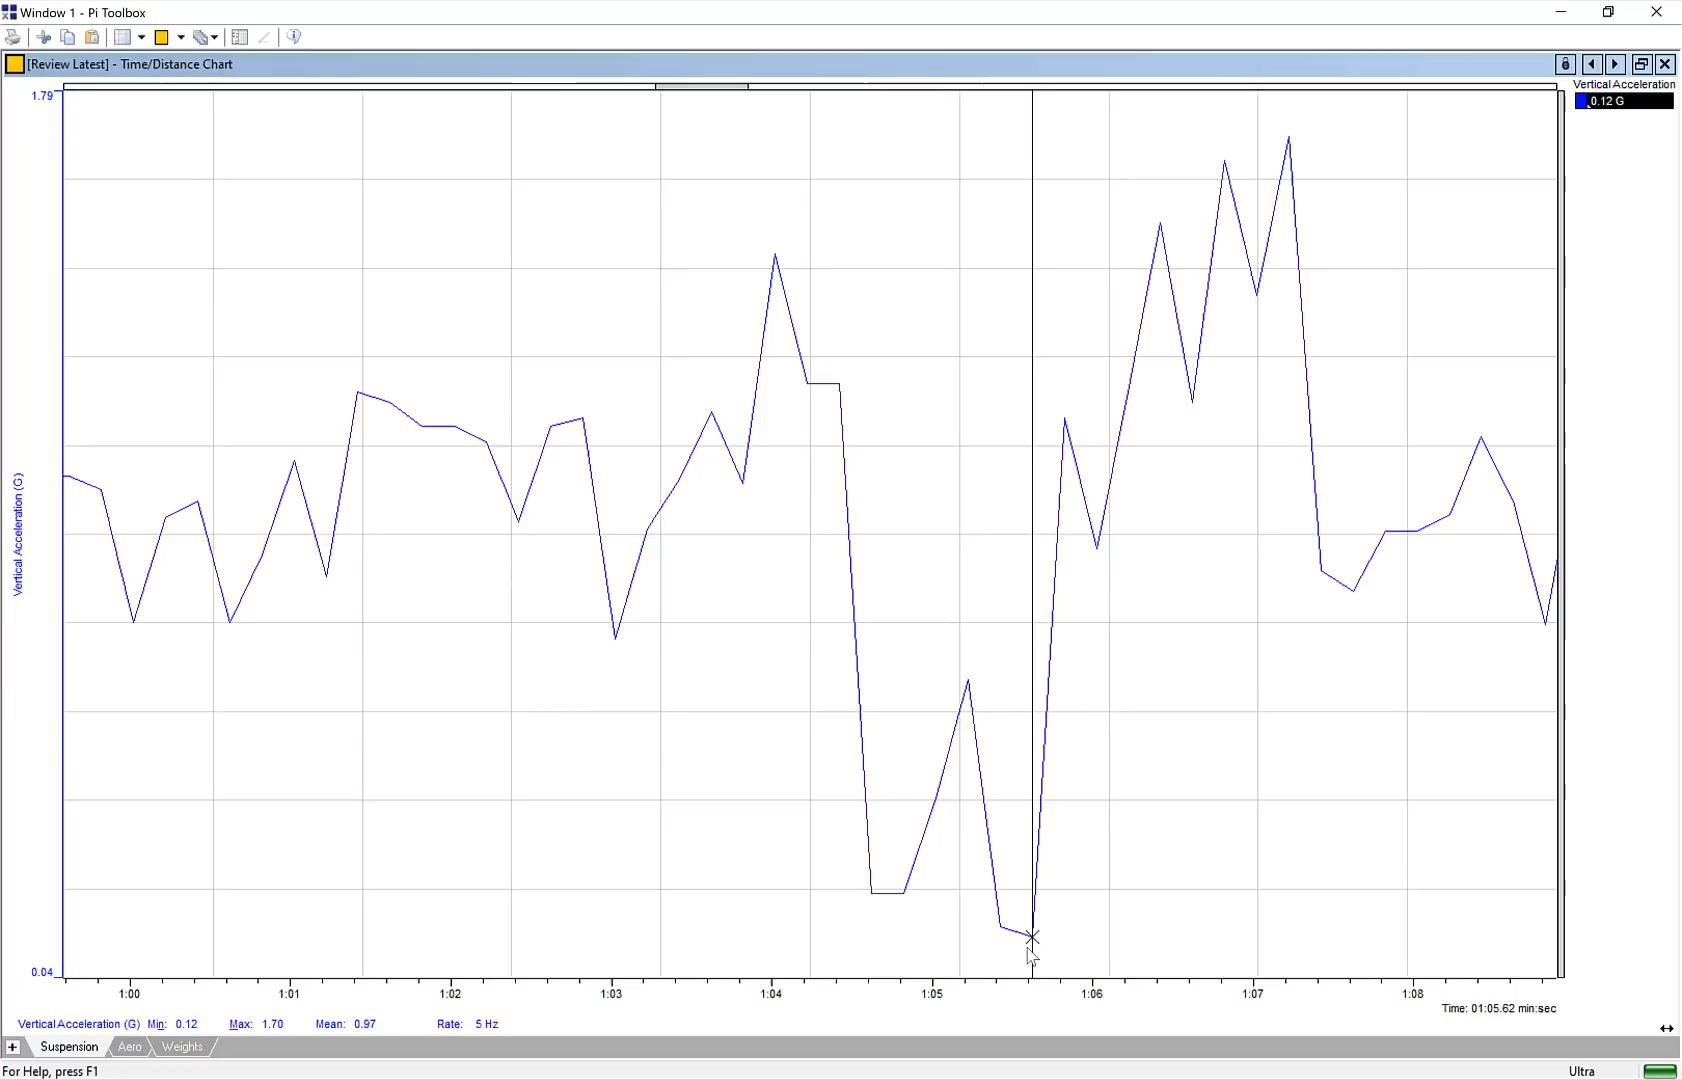 Window 1 - Pi Toolbox
[Review Latest] - Time/Distance Chart
Vertical Acceleration
0.12 G
1.79
Vertical Acceleration (G)
0.04
1:00 1:01 1:02 1:03 1:04 1:05 1:06 1:07 1:08
Time: 01:05.62 min:sec
Vertical Acceleration (G) Min: 0.12 Max: 1.70 Mean: 0.97 Rate: 5 Hz
Suspension Aero Weights
For Help, press F1 Ultra